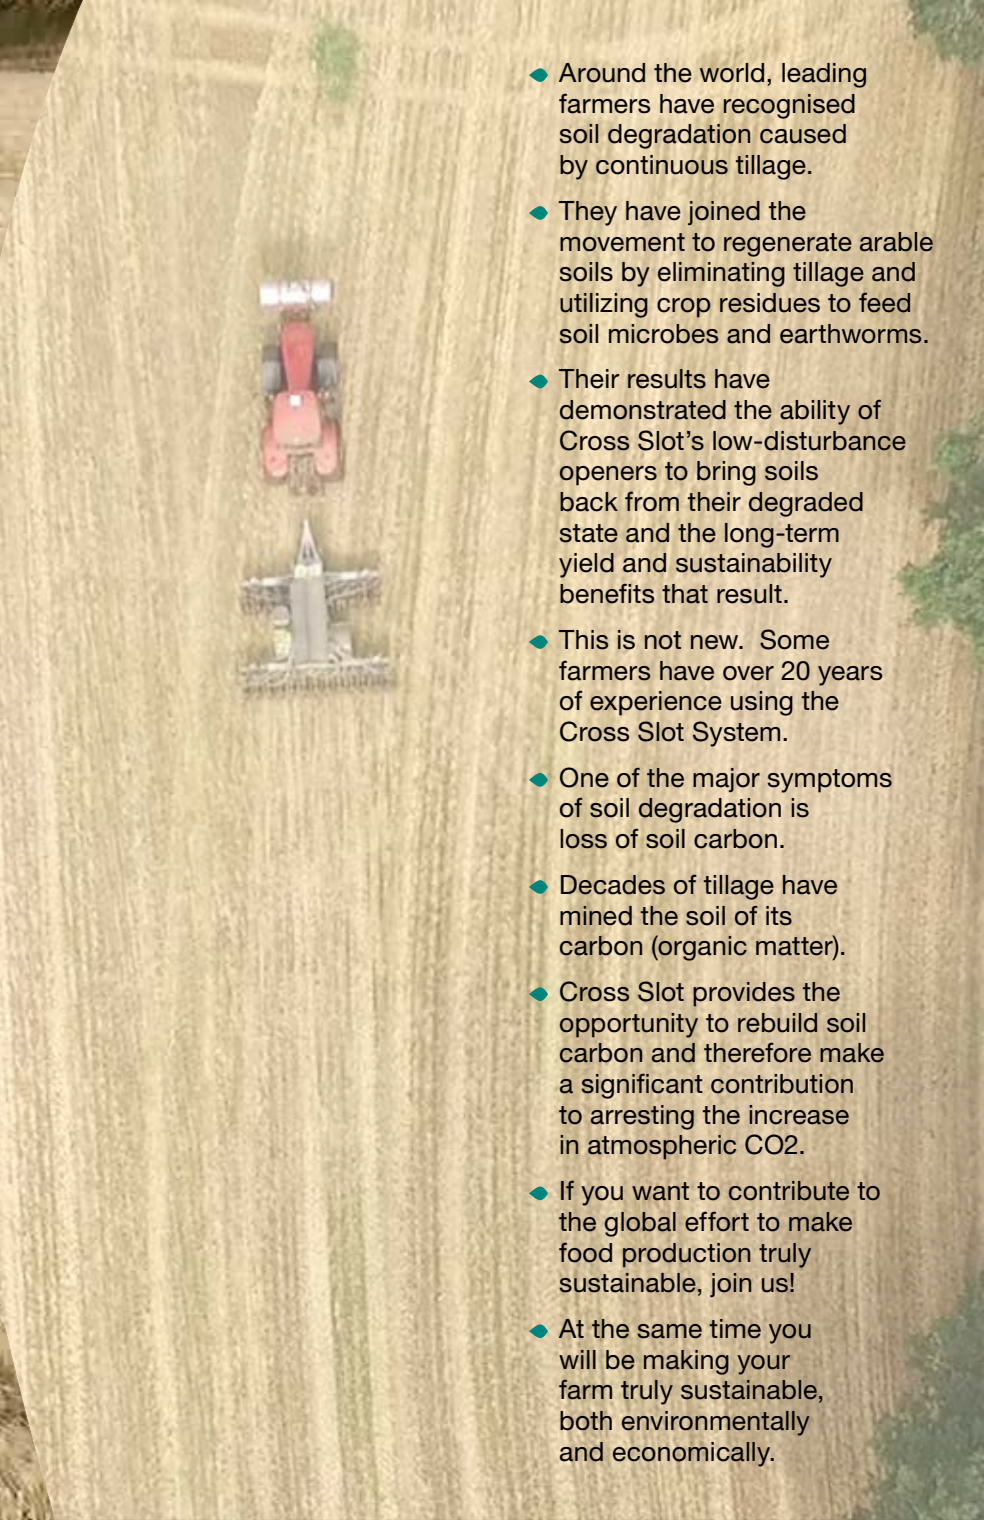 Around the world, leading
farmers have recognised
soil degradation caused
by continuous tillage.
They have joined the
movement to regenerate arable
soils by eliminating tillage and
utilizing crop residues to feed
soil microbes and earthworms.
Their results have
demonstrated the ability of
Cross Slot’s low-disturbance
openers to bring soils
back from their degraded
state and the long-term
yield and sustainability
benefits that result.
This is not new.  Some
farmers have over 20 years
of experience using the
Cross Slot System.
One of the major symptoms
of soil degradation is
loss of soil carbon.
Decades of tillage have
mined the soil of its
carbon (organic matter).
Cross Slot provides the
opportunity to rebuild soil
carbon and therefore make
a significant contribution
to arresting the increase
in atmospheric CO2.
If you want to contribute to
the global effort to make
food production truly
sustainable, join us!
At the same time you
will be making your
farm truly sustainable,
both environmentally
and economically.